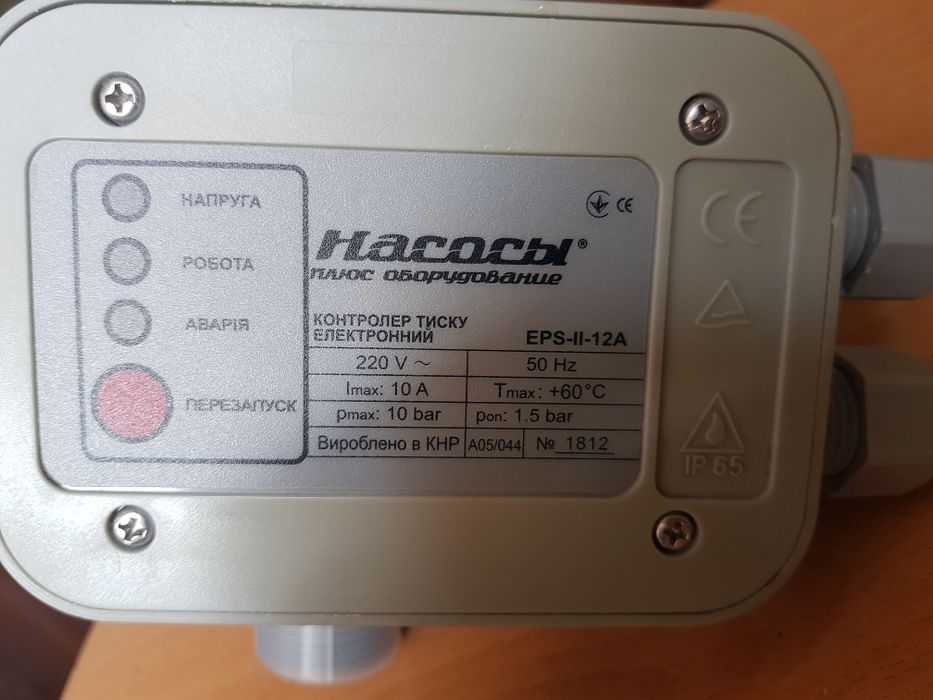 НАПРУГА
РОБОТА
АВАРІЯ
ПЕРЕЗАПУСК
CE
Насосы®
плюс оборудование
КОНТРОЛЕР ТИСКУ
ЕЛЕКТРОННИЙ EPS-II-12A
220 V ~ 50 Hz
Imax: 10 A Tmax: +60°C
pmax: 10 bar pon: 1.5 bar
Вироблено в КНР A05/044 № 1812
CE
IP 65